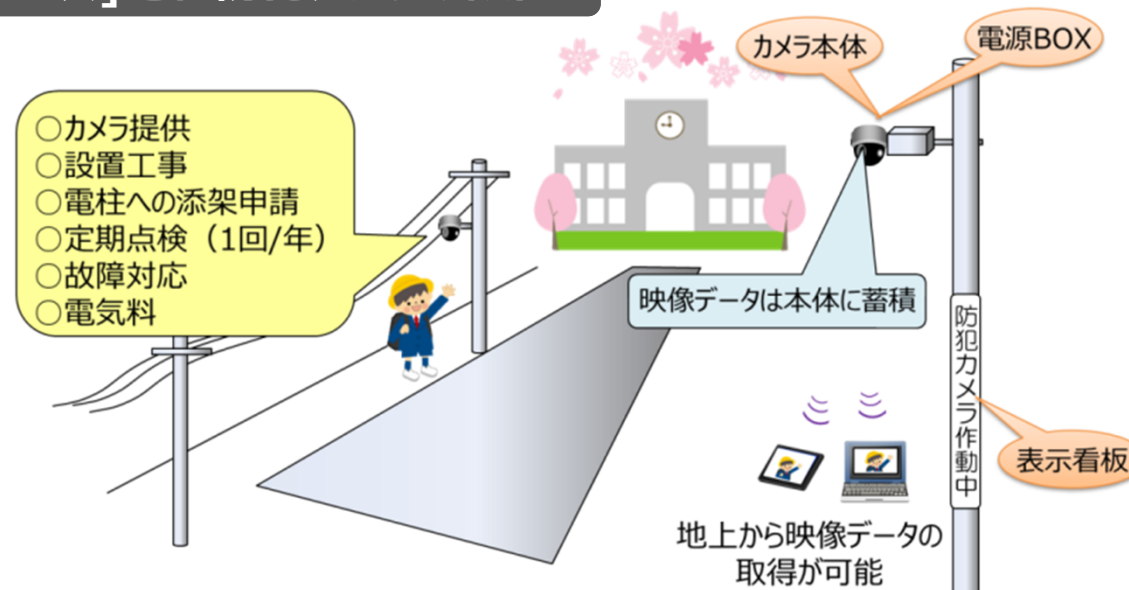 カメラ本体
電源BOX
○カメラ提供
○設置工事
○電柱への添架申請
○定期点検（1回/年）
○故障対応
○電気料
映像データは本体に蓄積
防犯カメラ作動中
表示看板
地上から映像データの
取得が可能